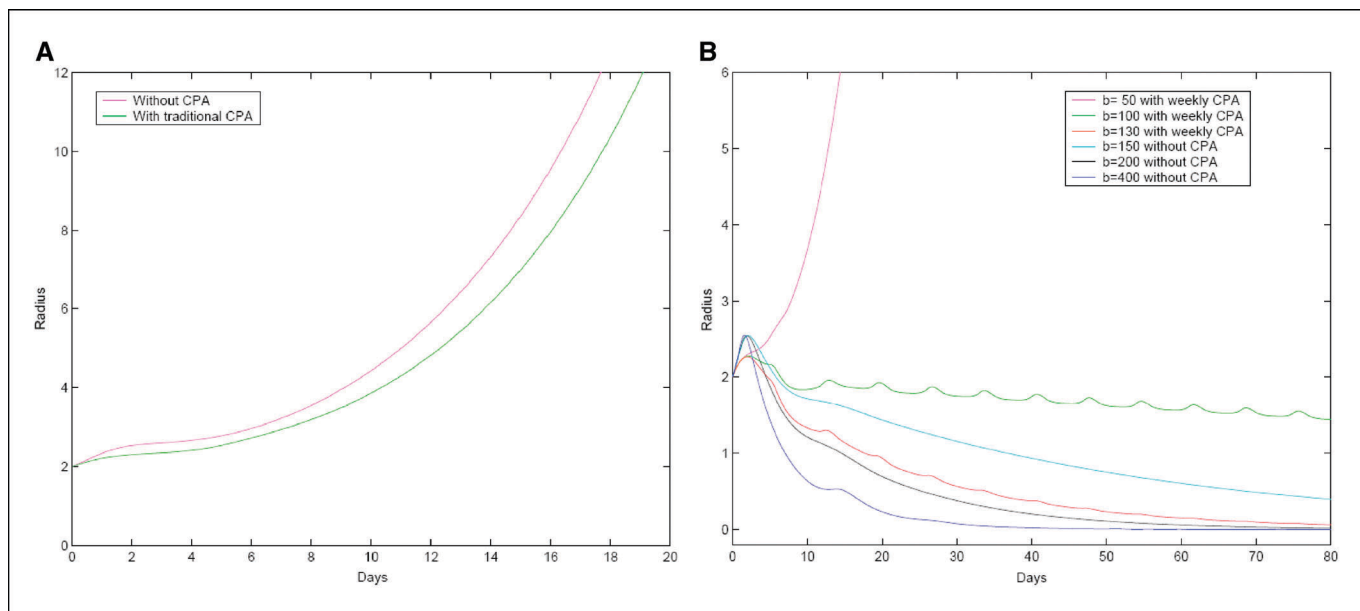 A
12
10
8
6
4
2
0
Radius
Without CPA
With traditional CPA
0 2 4 6 8 10 12 14 16 18 20
Days
B
6
5
4
3
2
1
0
Radius
b= 50 with weekly CPA
b=100 with weekly CPA
b=130 with weekly CPA
b=150 without CPA
b=200 without CPA
b=400 without CPA
0 10 20 30 40 50 60 70 80
Days